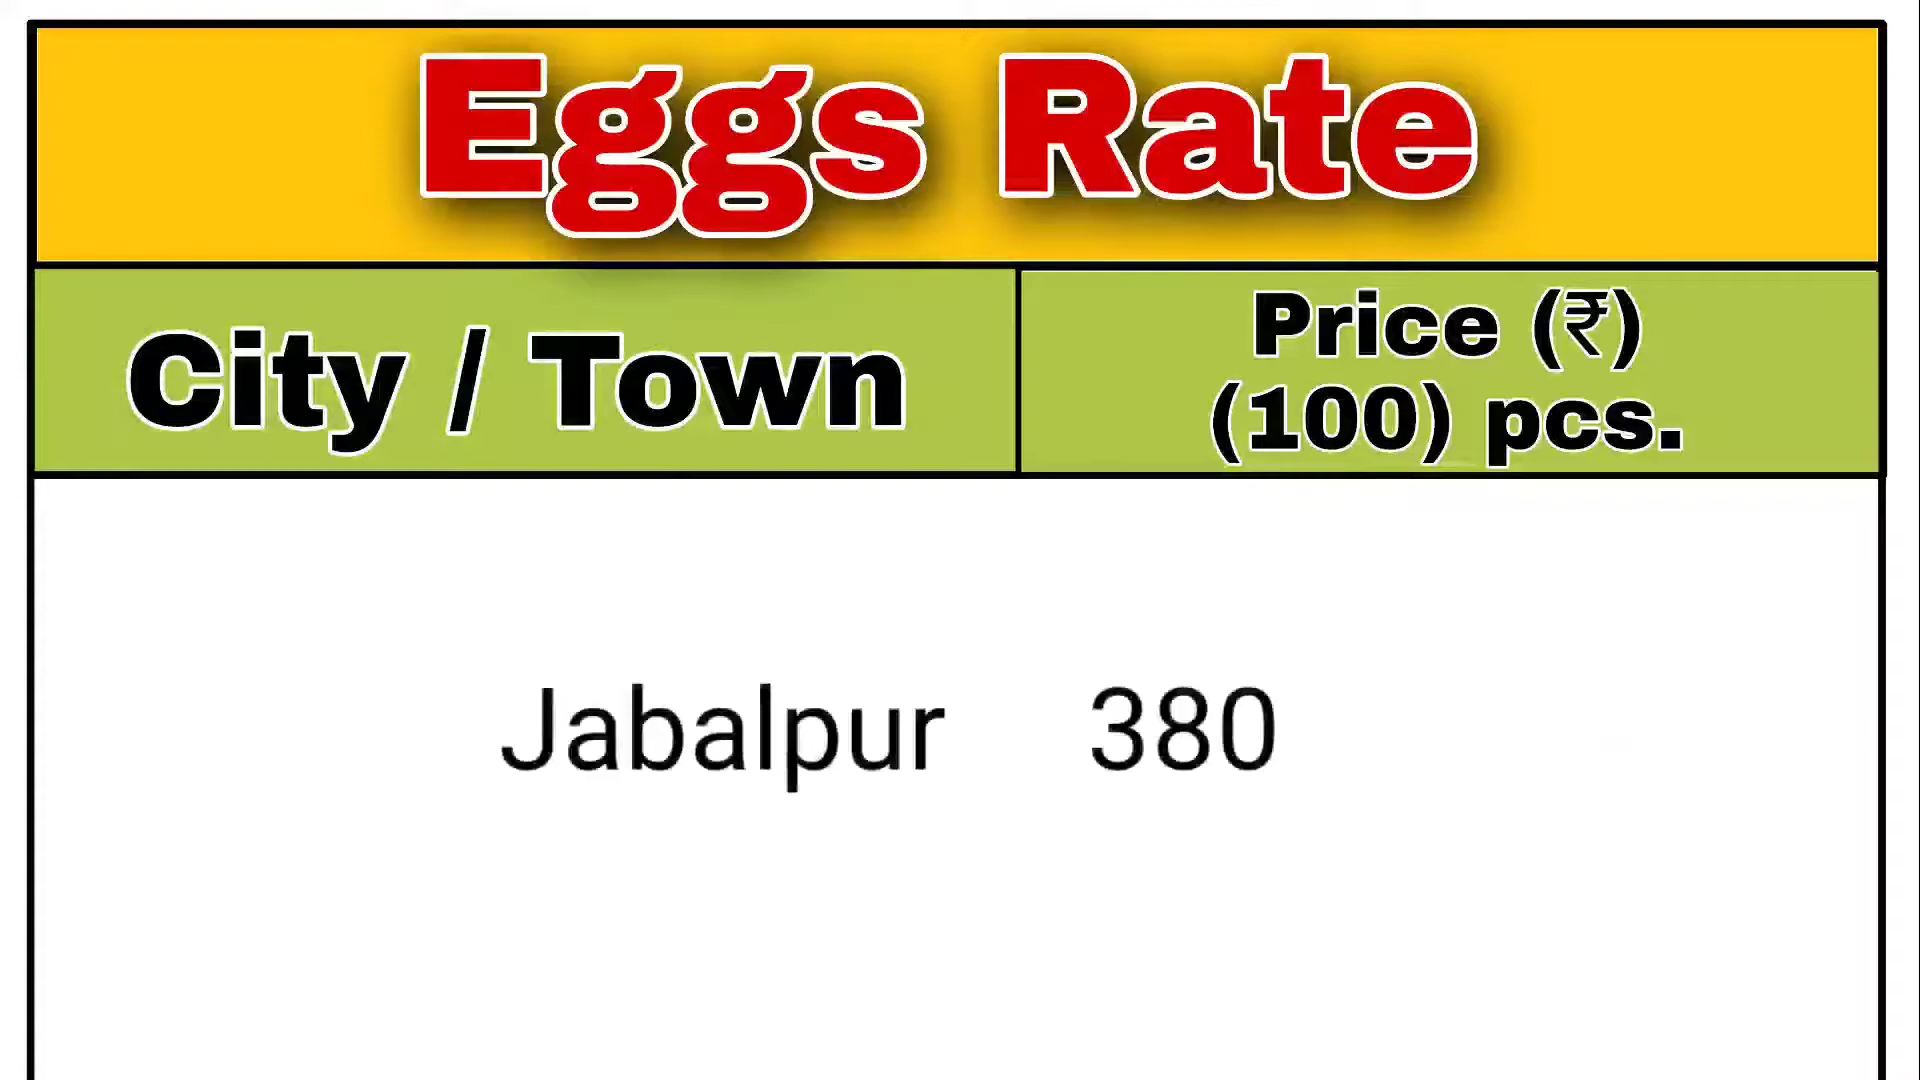 Eggs Rate
City / Town
Price (₹)
(100) pcs.
Jabalpur 380